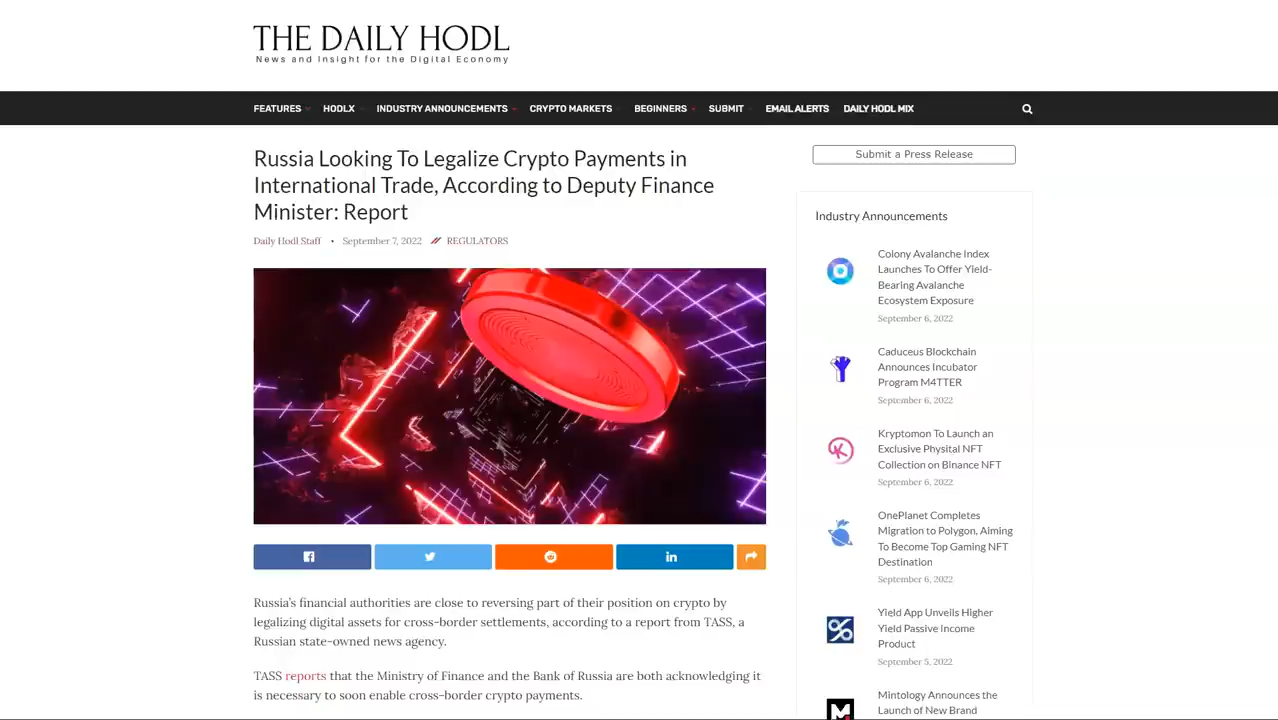 THE DAILY HODL
News and Insight for the Digital Economy
FEATURES HODLX INDUSTRY ANNOUNCEMENTS CRYPTO MARKETS BEGINNERS SUBMIT EMAIL ALERTS DAILY HODL MIX
Russia Looking To Legalize Crypto Payments in
International Trade, According to Deputy Finance
Minister: Report
Daily Hodl Staff • September 7, 2022 REGULATORS
Russia's financial authorities are close to reversing part of their position on crypto by
legalizing digital assets for cross-border settlements, according to a report from TASS, a
Russian state-owned news agency.
TASS reports that the Ministry of Finance and the Bank of Russia are both acknowledging it
is necessary to soon enable cross-border crypto payments.
Submit a Press Release
Industry Announcements
Colony Avalanche Index
Launches To Offer Yield-
Bearing Avalanche
Ecosystem Exposure
September 6, 2022
Caduceus Blockchain
Announces Incubator
Program M4TTER
September 6, 2022
Kryptomon To Launch an
Exclusive Physital NFT
Collection on Binance NFT
September 6, 2022
OnePlanet Completes
Migration to Polygon, Aiming
To Become Top Gaming NFT
Destination
September 6, 2022
Yield App Unveils Higher
Yield Passive Income
Product
September 5, 2022
Mintology Announces the
Launch of New Brand